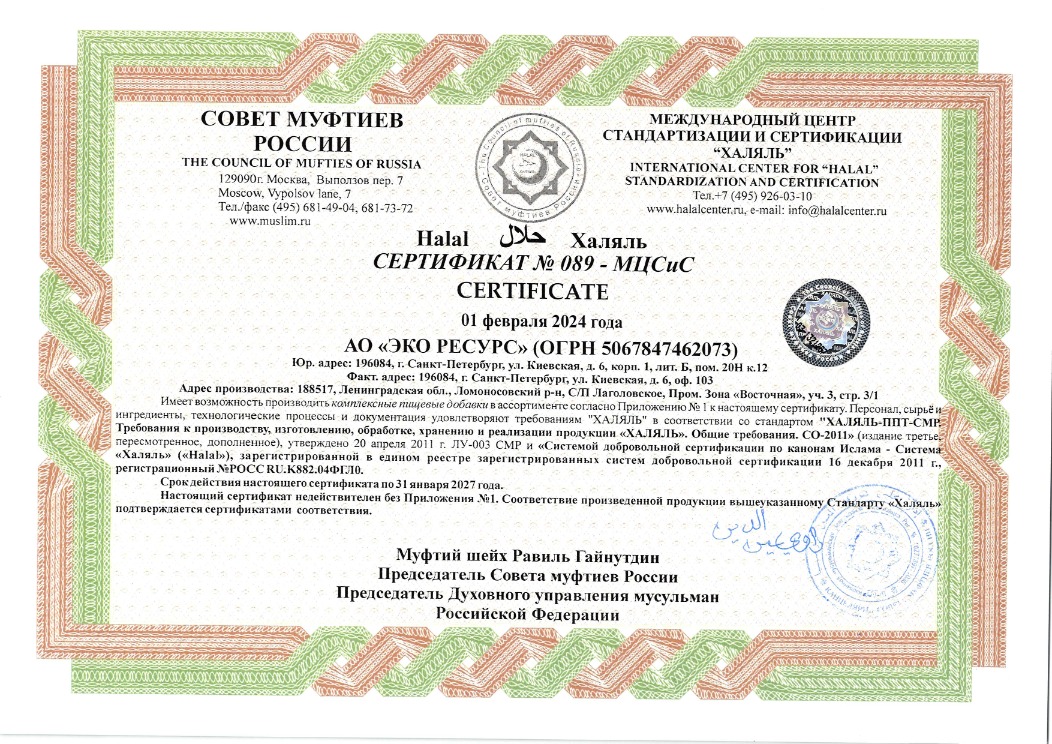 СОВЕТ МУФТИЕВ
РОССИИ
THE COUNCIL OF MUFTIES OF RUSSIA
129090г. Москва, Выползов пер. 7
Moscow, Vypolsov lane, 7
Тел./факс (495) 681-49-04, 681-73-72
www.muslim.ru
The Council of mufties of Russia
Совет муфтиев России
МЕЖДУНАРОДНЫЙ ЦЕНТР
СТАНДАРТИЗАЦИИ И СЕРТИФИКАЦИИ
“ХАЛЯЛЬ”
INTERNATIONAL CENTER FOR “HALAL”
STANDARDIZATION AND CERTIFICATION
Тел.+7 (495) 926-03-10
www.halalcenter.ru, e-mail: info@halalcenter.ru
Halal حلال Халяль
СЕРТИФИКАТ № 089 - МЦСиС
CERTIFICATE
01 февраля 2024 года
АО «ЭКО РЕСУРС» (ОГРН 5067847462073)
Юр. адрес: 196084, г. Санкт-Петербург, ул. Киевская, д. 6, корп. 1, лит. Б, пом. 20Н к.12
Факт. адрес: 196084, г. Санкт-Петербург, ул. Киевская, д. 6, оф. 103
Адрес производства: 188517, Ленинградская обл., Ломоносовский р-н, С/П Лаголовское, Пром. Зона «Восточная», уч. 3, стр. 3/1
Имеет возможность производить комплексные пищевые добавки в ассортименте согласно Приложению № 1 к настоящему сертификату. Персонал, сырьё и
ингредиенты, технологические процессы и документация удовлетворяют требованиям "ХАЛЯЛЬ" в соответствии со стандартом "ХАЛЯЛЬ-ППТ-СМР.
Требования к производству, изготовлению, обработке, хранению и реализации продукции «ХАЛЯЛЬ». Общие требования. СО-2011» (издание третье,
пересмотренное, дополненное), утверждено 20 апреля 2011 г. ЛУ-003 СМР и «Системой добровольной сертификации по канонам Ислама - Система
«Халяль» («Halal»), зарегистрированной в едином реестре зарегистрированных систем добровольной сертификации 16 декабря 2011 г.,
регистрационный №РОСС RU.К882.04ФГЛ0.
Срок действия настоящего сертификата по 31 января 2027 года.
Настоящий сертификат недействителен без Приложения №1. Соответствие произведенной продукции вышеуказанному Стандарту «Халяль»
подтверждается сертификатами соответствия.
Муфтий шейх Равиль Гайнутдин
Председатель Совета муфтиев России
Председатель Духовного управления мусульман
Российской Федерации